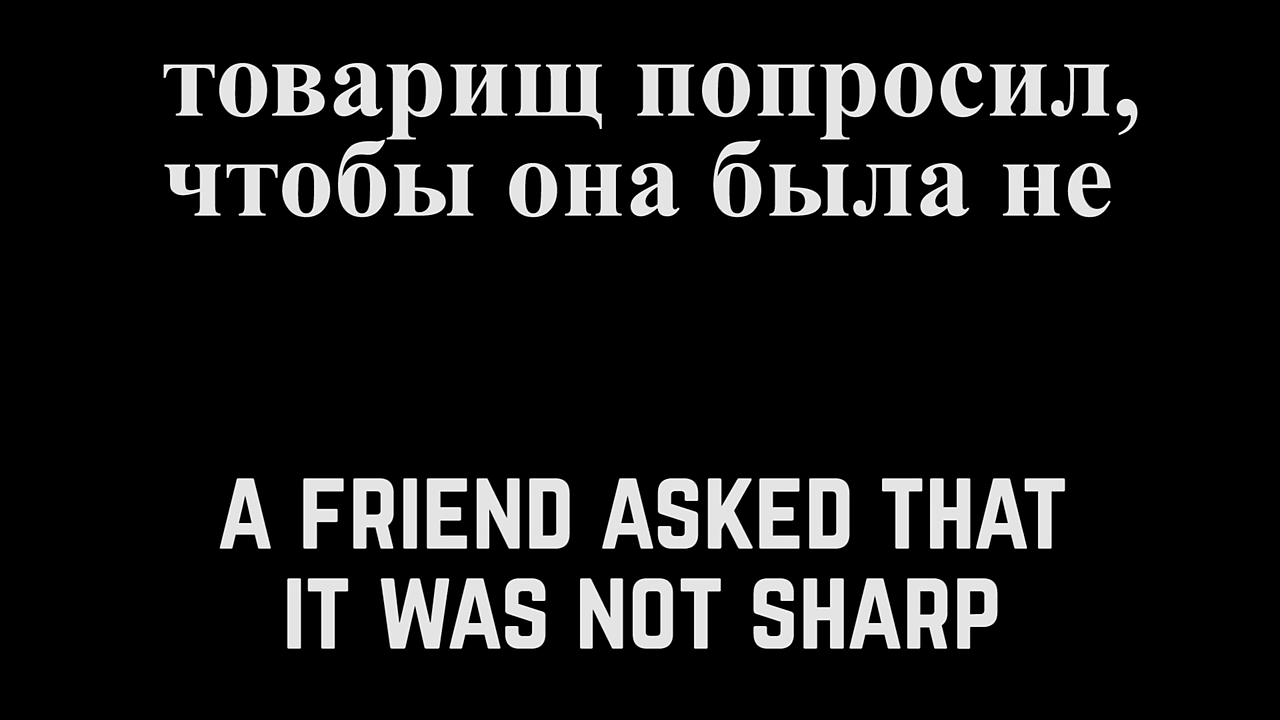 товарищ попросил,
чтобы она была не
A FRIEND ASKED THAT
IT WAS NOT SHARP